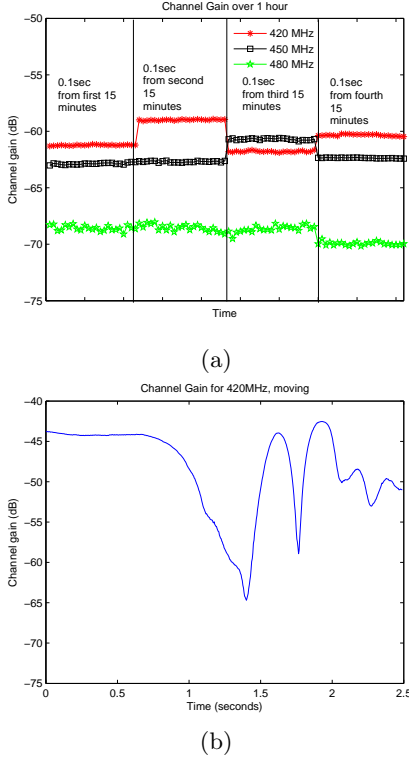 Channel Gain over 1 hour
−50
−55
−60
−65
−70
−75
Channel gain (dB)
420 MHz
450 MHz
480 MHz
0.1sec
from first 15
minutes
0.1sec
from second
15
minutes
0.1sec
from third 15
minutes
0.1sec
from fourth
15
minutes
Time
(a)
Channel Gain for 420MHz, moving
−40
−45
−50
−55
−60
−65
−70
−75
Channel gain (dB)
0
0.5
1
1.5
2
2.5
Time (seconds)
(b)